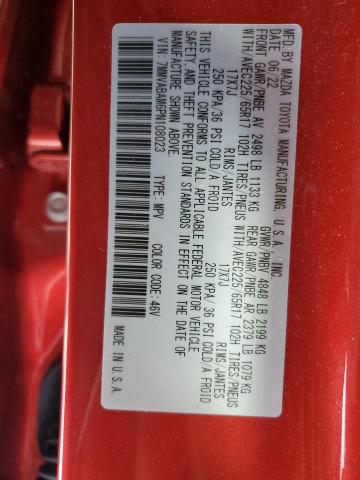 MFD.BY MAZDA TOYOTA MANUFACTURING, U.S.A., INC.
DATE 06/22 GVWR/PNBV 4848 LB 2199 KG
FRONT GAWR/PNBE AV 2498 LB 1133 KG REAR GAWR/PNBE AR 2379 LB 1079 KG
WITH/AVEC225/65R17 102H TIRES/PNEUS WITH/AVEC225/65R17 102H TIRES/PNEUS
17X7J RIMS/JANTES 17X7J RIMS/JANTES
250 KPA/36 PSI COLD/A FROID 250 KPA/36 PSI COLD/A FROID
THIS VEHICLE CONFORMS TO ALL APPLICABLE FEDERAL MOTOR VEHICLE
SAFETY, AND THEFT PREVENTION STANDARDS IN EFFECT ON THE DATE OF
MANUFACTURE SHOWN ABOVE.
VIN: 7MMVABAM6PN108023 TYPE: MPV COLOR CODE: 46V
MADE IN U.S.A.